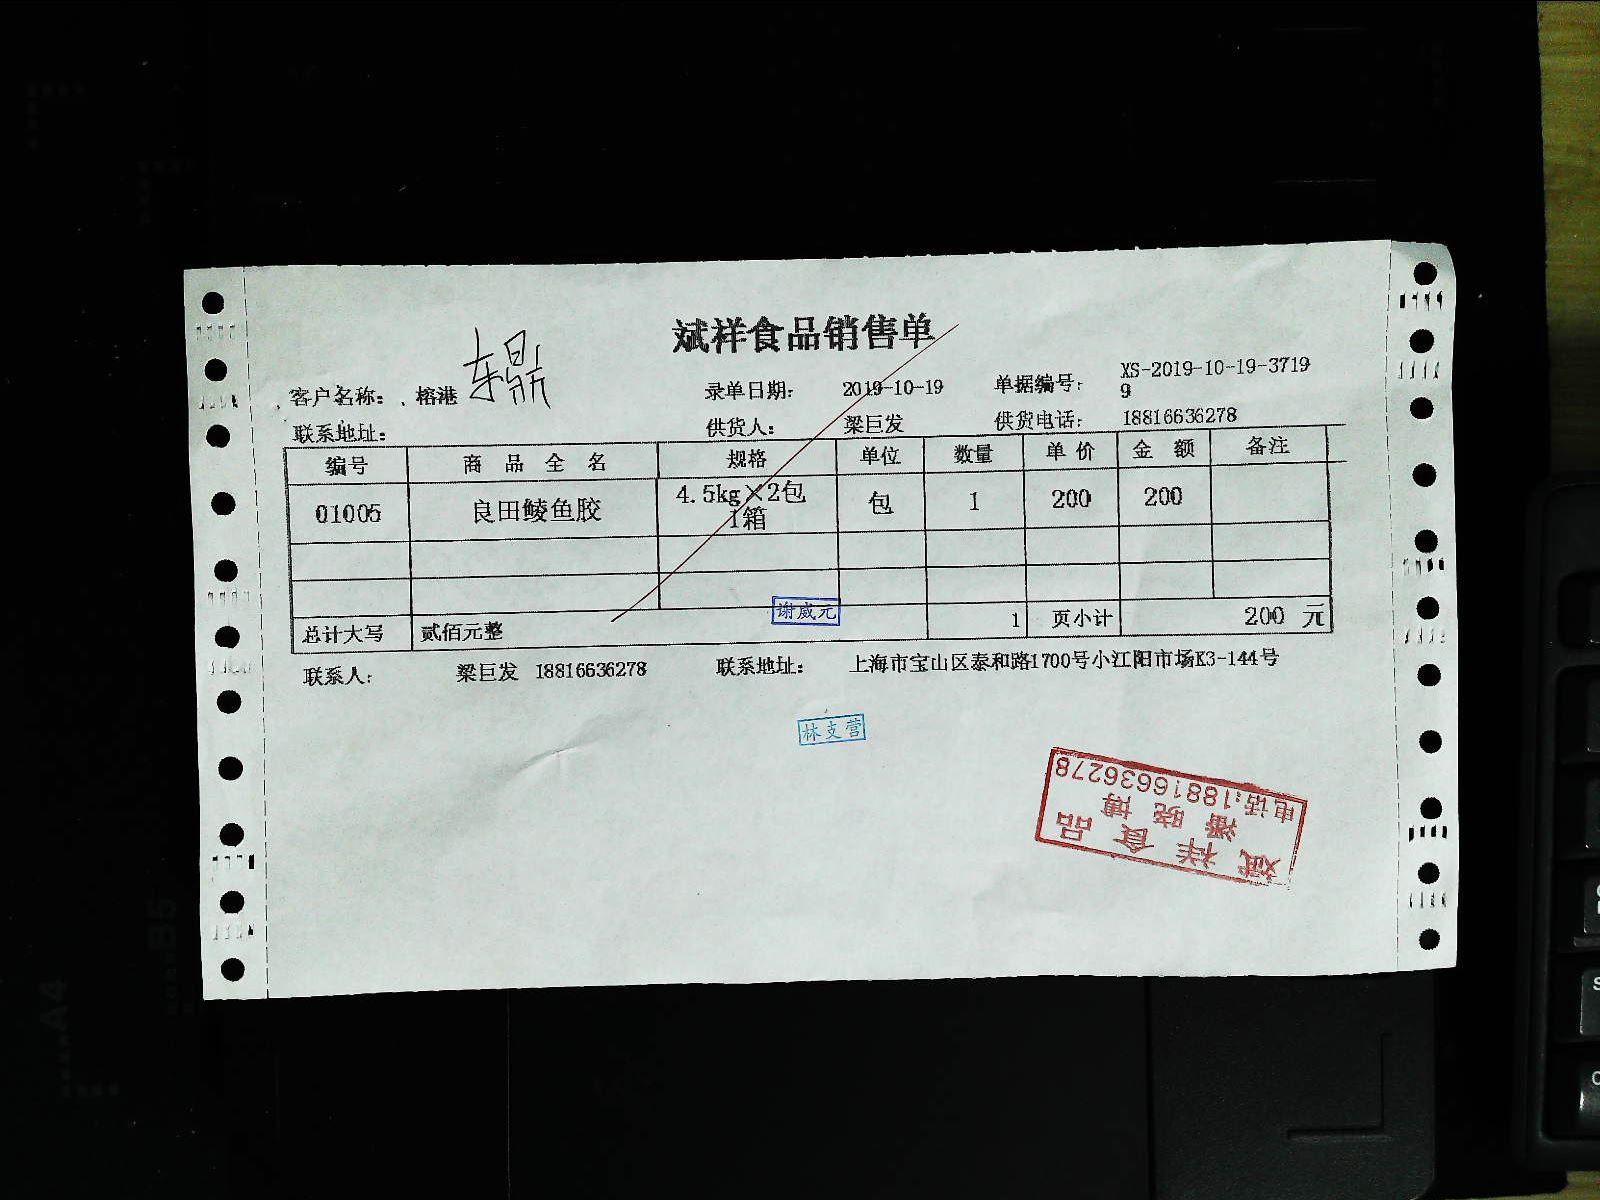 斌祥食品销售单
客户名称： 榕港 东鼎 录单日期： 2019-10-19 单据编号： XS-2019-10-19-3719
9
联系地址： 供货人： 梁巨发 供货电话： 18816636278
编号 商品全名 规格 单位 数量 单价 金额 备注
01005 良田鲮鱼胶 4.5kg×2包 包 1 200 200
1箱
谢威元
总计大写 贰佰元整 1 页小计 200 元
联系人： 梁巨发 18816636278 联系地址： 上海市宝山区泰和路1700号小江阳市场K3-144号
林支营
斌祥食品
潘晓博
电话:18816636278
A4
B5